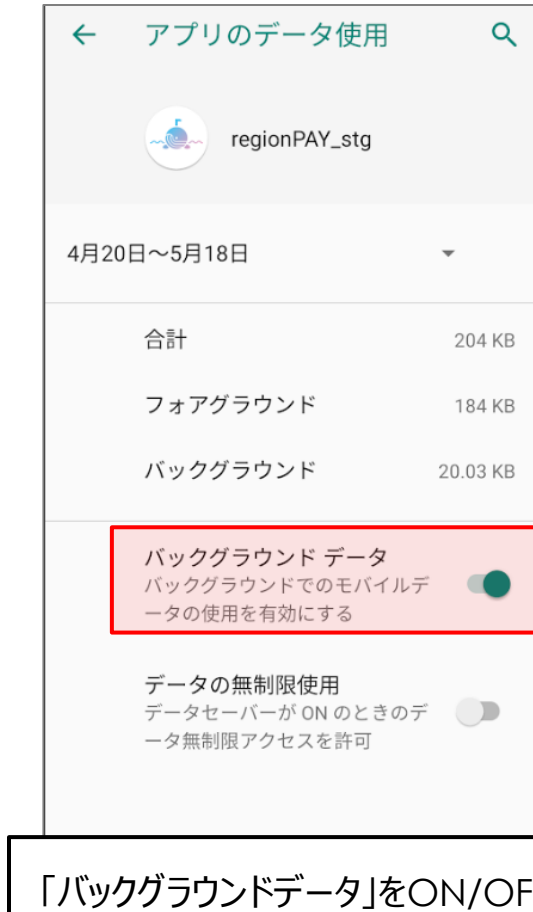 アプリのデータ使用
regionPAY_stg
4月20日～5月18日
合計 204 KB
フォアグラウンド 184 KB
バックグラウンド 20.03 KB
バックグラウンド データ
バックグラウンドでのモバイルデ
ータの使用を有効にする
データの無制限使用
データセーバーが ON のときのデ
ータ無制限アクセスを許可
「バックグラウンドデータ」をON/OF